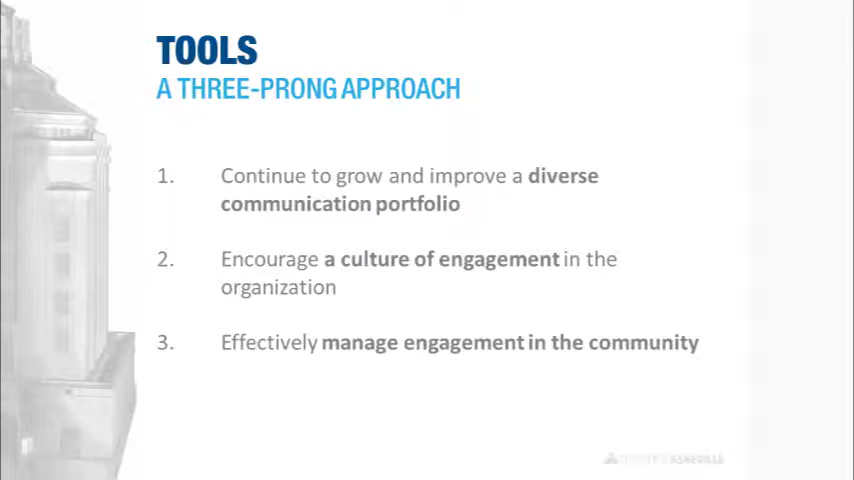 TOOLS
A THREE-PRONG APPROACH
1. Continue to grow and improve a diverse
communication portfolio
2. Encourage a culture of engagement in the
organization
3. Effectively manage engagement in the community
ASHEVILLE